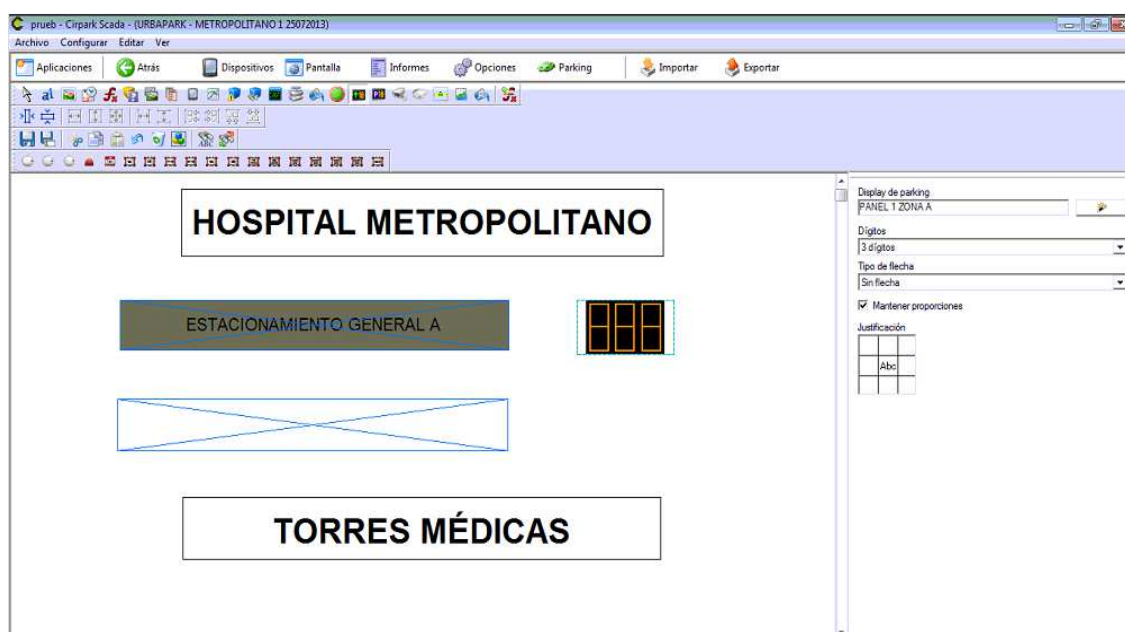 prueb - Cirpark Scada - (URBAPARK - METROPOLITANO 1 25072013)
Archivo Configurar Editar Ver
Aplicaciones Atrás Dispositivos Pantalla Informes Opciones Parking Importar Exportar
HOSPITAL METROPOLITANO
ESTACIONAMIENTO GENERAL A
TORRES MÉDICAS
Display de parking
PANEL 1 ZONA A
Dígitos
3 dígitos
Tipo de flecha
Sin flecha
Mantener proporciones
Justificación
Abc